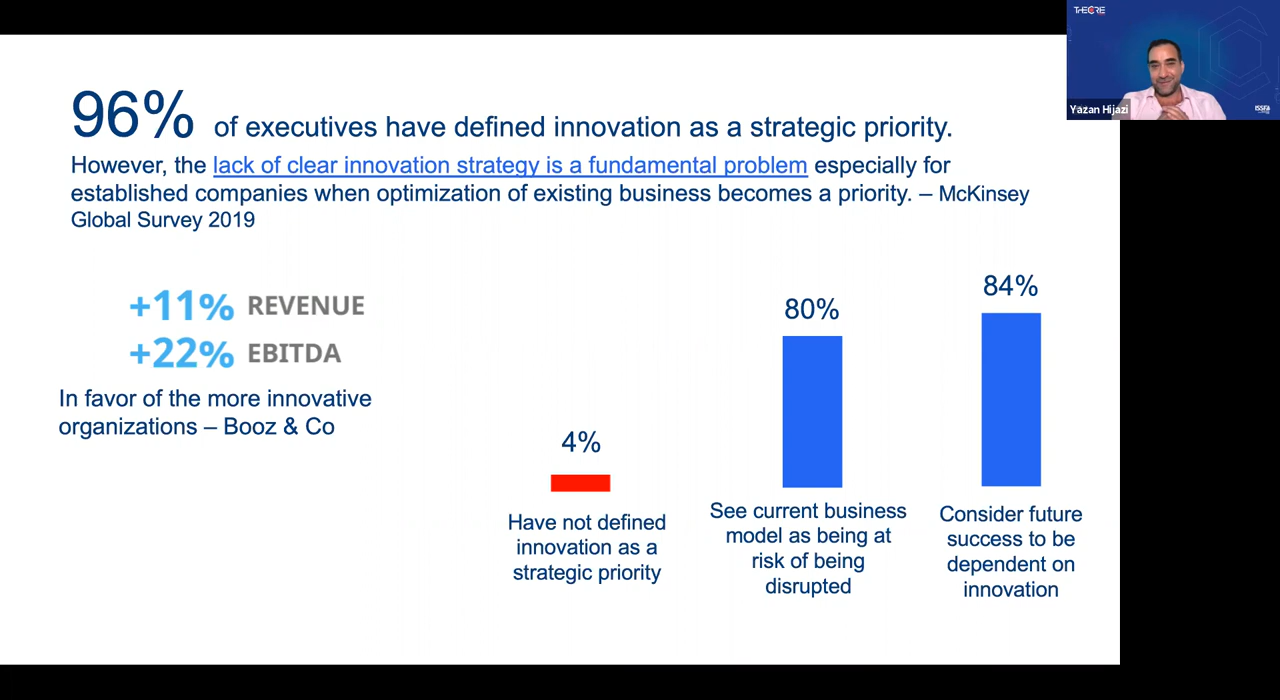 THECORE
Yazan Hijazi
96% of executives have defined innovation as a strategic priority.
However, the lack of clear innovation strategy is a fundamental problem especially for
established companies when optimization of existing business becomes a priority. – McKinsey
Global Survey 2019
+11% REVENUE
+22% EBITDA
In favor of the more innovative
organizations – Booz & Co
4%
Have not defined
innovation as a
strategic priority
80%
See current business
model as being at
risk of being
disrupted
84%
Consider future
success to be
dependent on
innovation